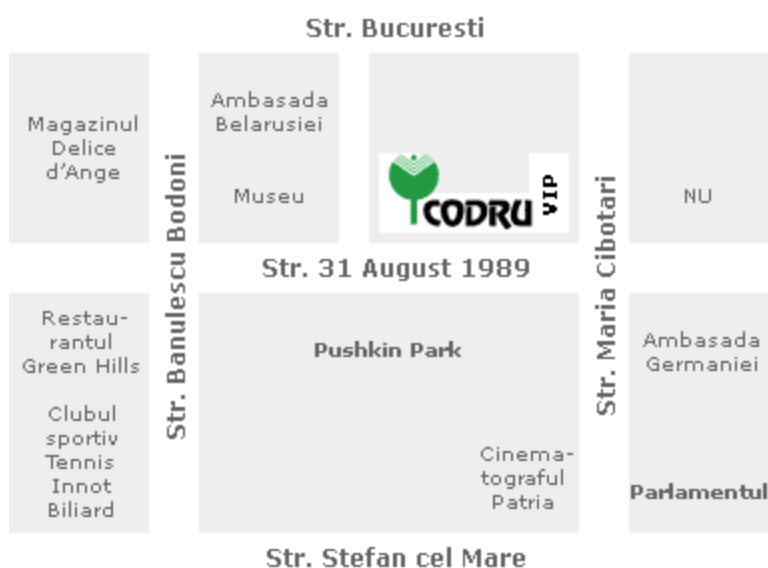 Str. Bucuresti
Magazinul
Delice
d'Ange
Str. Banulescu Bodoni
Ambasada
Belarusiei
Museu
CODRU
VIP
Str. Maria Cibotari
NU
Str. 31 August 1989
Restau-
rantul
Green Hills
Clubul
sportiv
Tennis
Innot
Biliard
Pushkin Park
Cinema-
tograful
Patria
Ambasada
Germaniei
Parlamentul
Str. Stefan cel Mare